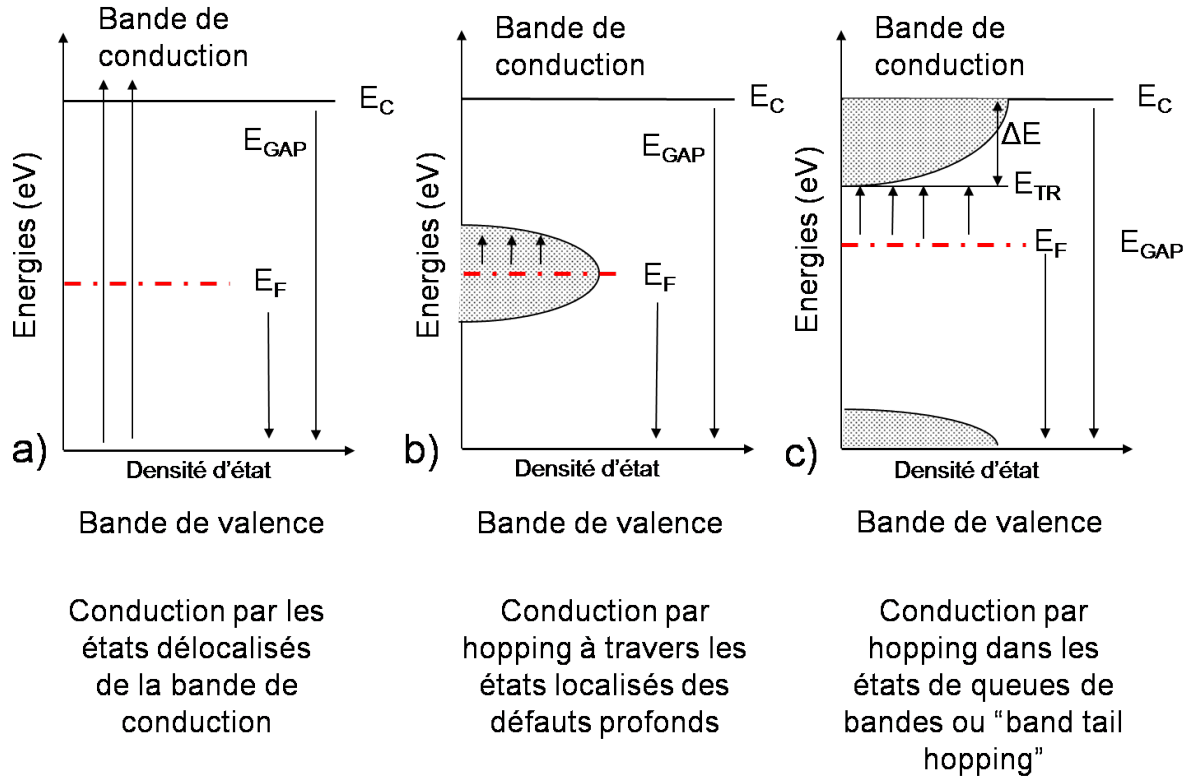 Bande de
conduction
E_C
E_GAP
E_F
Energies (eV)
a)
Densité d'état
Bande de valence
Conduction par les
états délocalisés
de la bande de
conduction
Bande de
conduction
E_C
E_GAP
E_F
Energies (eV)
b)
Densité d'état
Bande de valence
Conduction par
hopping à travers les
états localisés des
défauts profonds
Bande de
conduction
E_C
ΔE
E_TR
E_F
E_GAP
Energies (eV)
c)
Densité d'état
Bande de valence
Conduction par
hopping dans les
états de queues de
bandes ou “band tail
hopping”